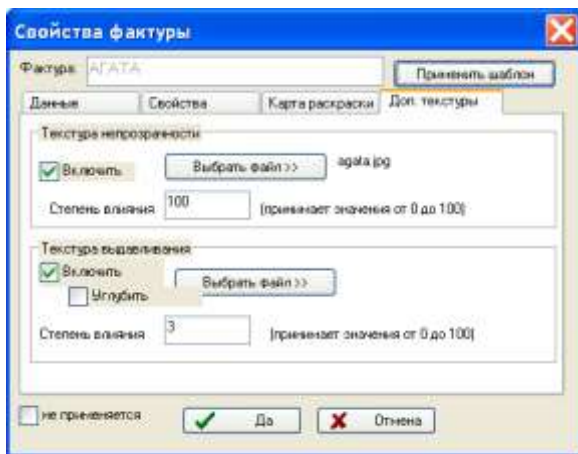 Свойства фактуры
Фактура АГАТА Применить шаблон
Данные Свойства Карта раскраски Доп. текстуры
Текстура непрозрачности
Включить Выбрать файл >> agata.jpg
Степень влияния 100 (принимает значения от 0 до 100)
Текстура выдавливания
Включить
Углубить Выбрать файл >>
Степень влияния 3 (принимает значения от 0 до 100)
не применяется Да Отмена